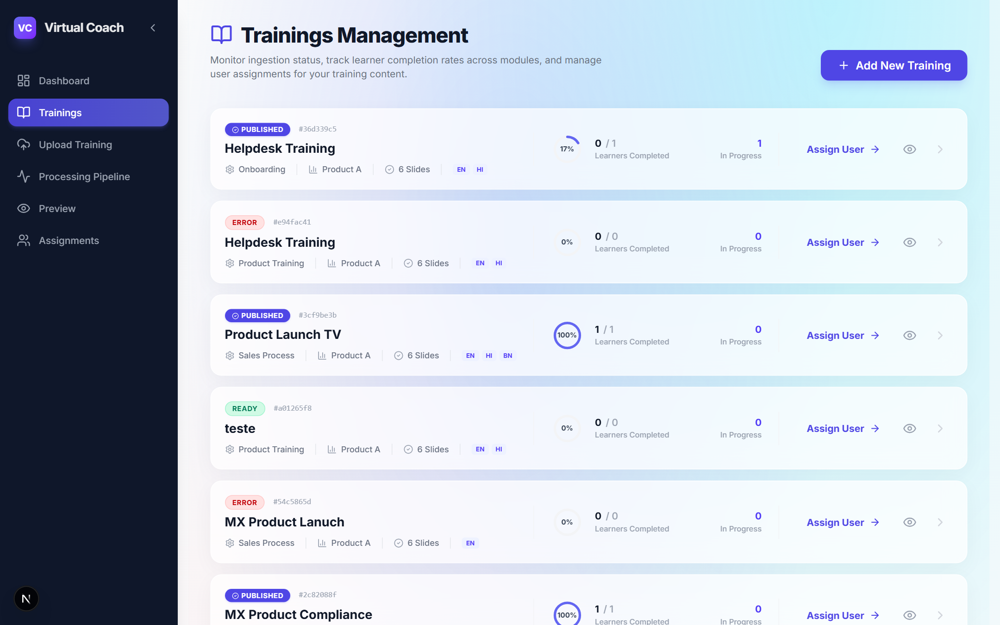 VC Virtual Coach
Dashboard
Trainings
Upload Training
Processing Pipeline
Preview
Assignments
N
Trainings Management
Monitor ingestion status, track learner completion rates across modules, and manage
user assignments for your training content.
Add New Training
PUBLISHED #36d339c5
Helpdesk Training
Onboarding Product A 6 Slides EN HI
17%
0 / 1
Learners Completed
1
In Progress
Assign User
ERROR #e94fac41
Helpdesk Training
Product Training Product A 6 Slides EN HI
0%
0 / 0
Learners Completed
0
In Progress
Assign User
PUBLISHED #3cf9be3b
Product Launch TV
Sales Process Product A 6 Slides EN HI BN
100%
1 / 1
Learners Completed
0
In Progress
Assign User
READY #a01265f8
teste
Product Training Product A 6 Slides EN HI
0%
0 / 0
Learners Completed
0
In Progress
Assign User
ERROR #54c5865d
MX Product Lanuch
Sales Process Product A 6 Slides EN
0%
0 / 0
Learners Completed
0
In Progress
Assign User
PUBLISHED #2c82088f
MX Product Compliance
100%
1 / 1
Learners Completed
0
In Progress
Assign User